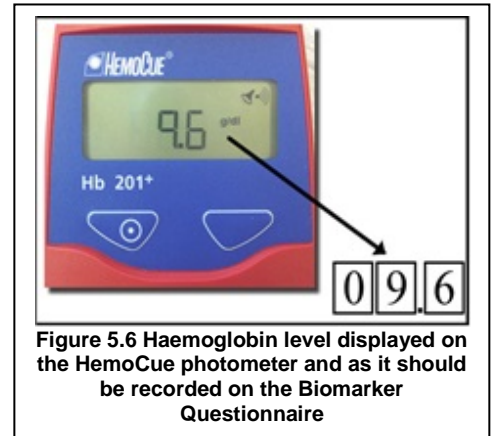 HemoCue®
9.6 g/dl
Hb 201+
0 9.6
Figure 5.6 Haemoglobin level displayed on
the HemoCue photometer and as it should
be recorded on the Biomarker
Questionnaire